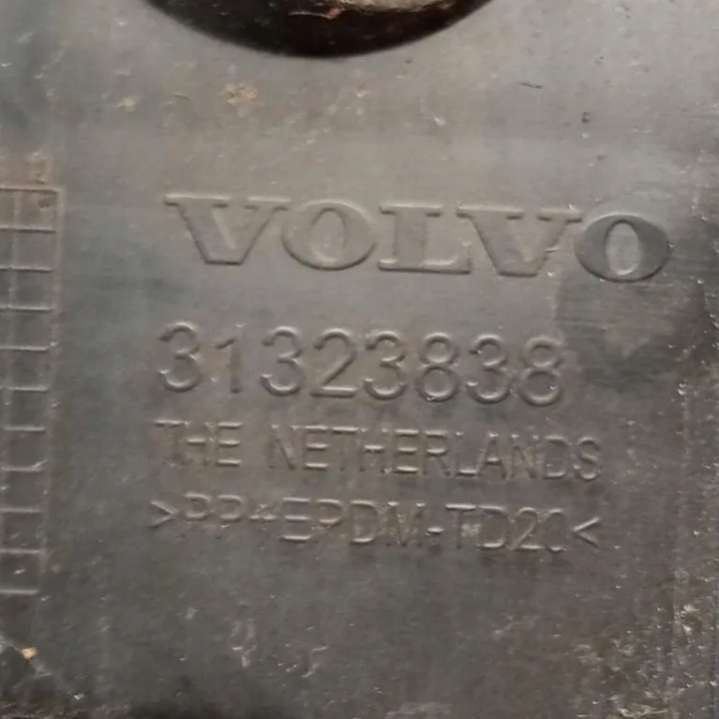 VOLVO
31323838
THE NETHERLANDS
>PP+EPDM-TD20<